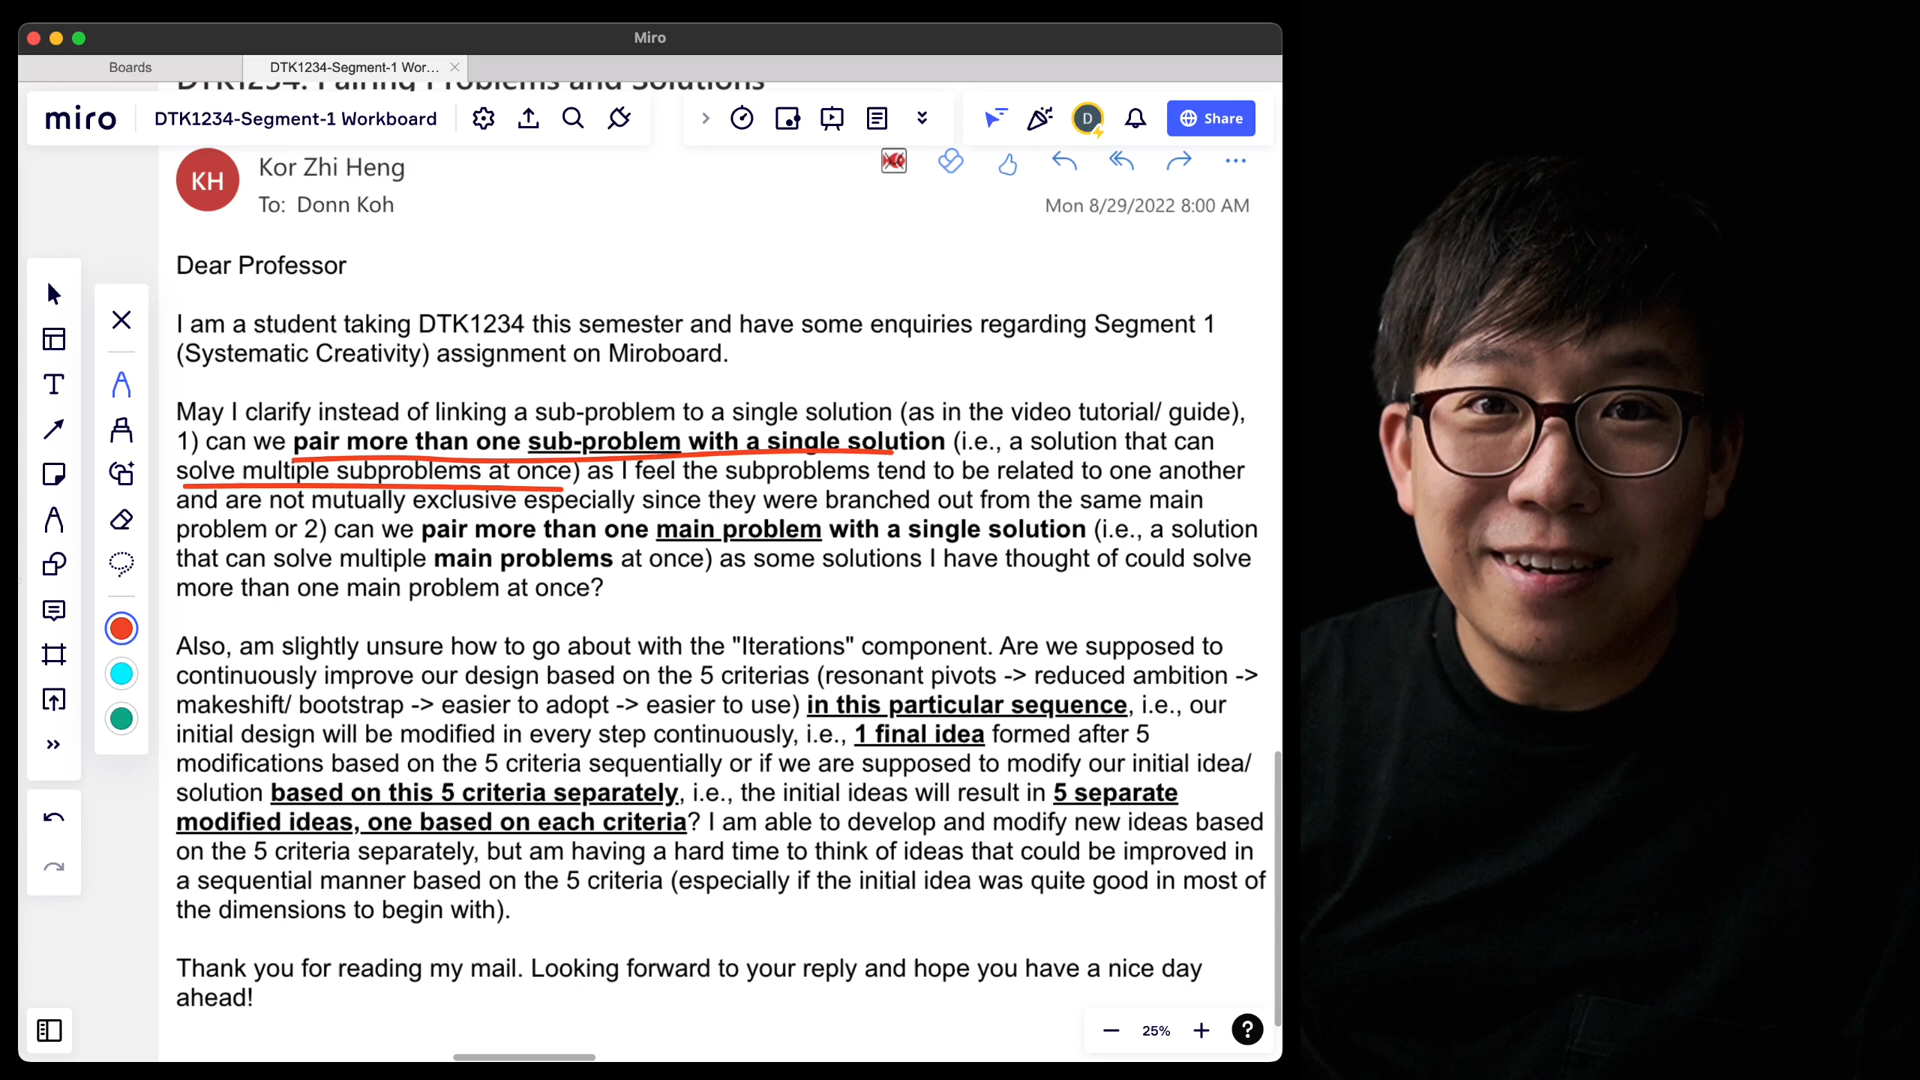 Miro
Boards
DTK1234-Segment-1 Wor...
DTK1234: Pairing Problems and Solutions
miro
DTK1234-Segment-1 Workboard
D
Share
KH
Kor Zhi Heng
To: Donn Koh
Mon 8/29/2022 8:00 AM
Dear Professor
I am a student taking DTK1234 this semester and have some enquiries regarding Segment 1
(Systematic Creativity) assignment on Miroboard.
May I clarify instead of linking a sub-problem to a single solution (as in the video tutorial/ guide),
1) can we pair more than one sub-problem with a single solution (i.e., a solution that can
solve multiple subproblems at once) as I feel the subproblems tend to be related to one another
and are not mutually exclusive especially since they were branched out from the same main
problem or 2) can we pair more than one main problem with a single solution (i.e., a solution
that can solve multiple main problems at once) as some solutions I have thought of could solve
more than one main problem at once?
Also, am slightly unsure how to go about with the "Iterations" component. Are we supposed to
continuously improve our design based on the 5 criterias (resonant pivots -> reduced ambition ->
makeshift/ bootstrap -> easier to adopt -> easier to use) in this particular sequence, i.e., our
initial design will be modified in every step continuously, i.e., 1 final idea formed after 5
modifications based on the 5 criteria sequentially or if we are supposed to modify our initial idea/
solution based on this 5 criteria separately, i.e., the initial ideas will result in 5 separate
modified ideas, one based on each criteria? I am able to develop and modify new ideas based
on the 5 criteria separately, but am having a hard time to think of ideas that could be improved in
a sequential manner based on the 5 criteria (especially if the initial idea was quite good in most of
the dimensions to begin with).
Thank you for reading my mail. Looking forward to your reply and hope you have a nice day
ahead!
25%